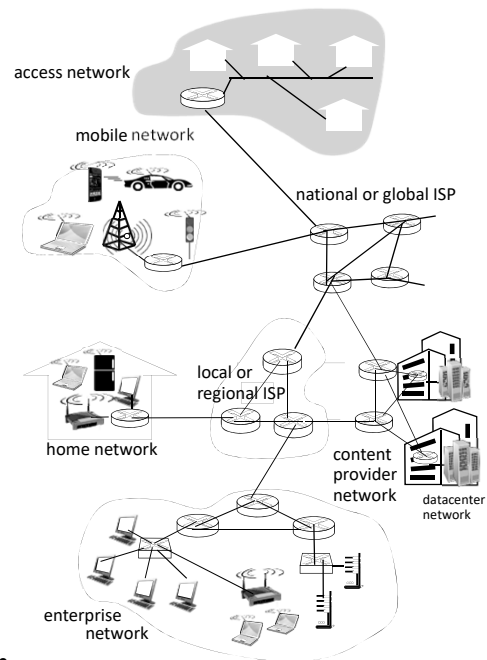 access network
mobile network
national or global ISP
local or
regional ISP
home network
content
provider
network
datacenter
network
enterprise
network